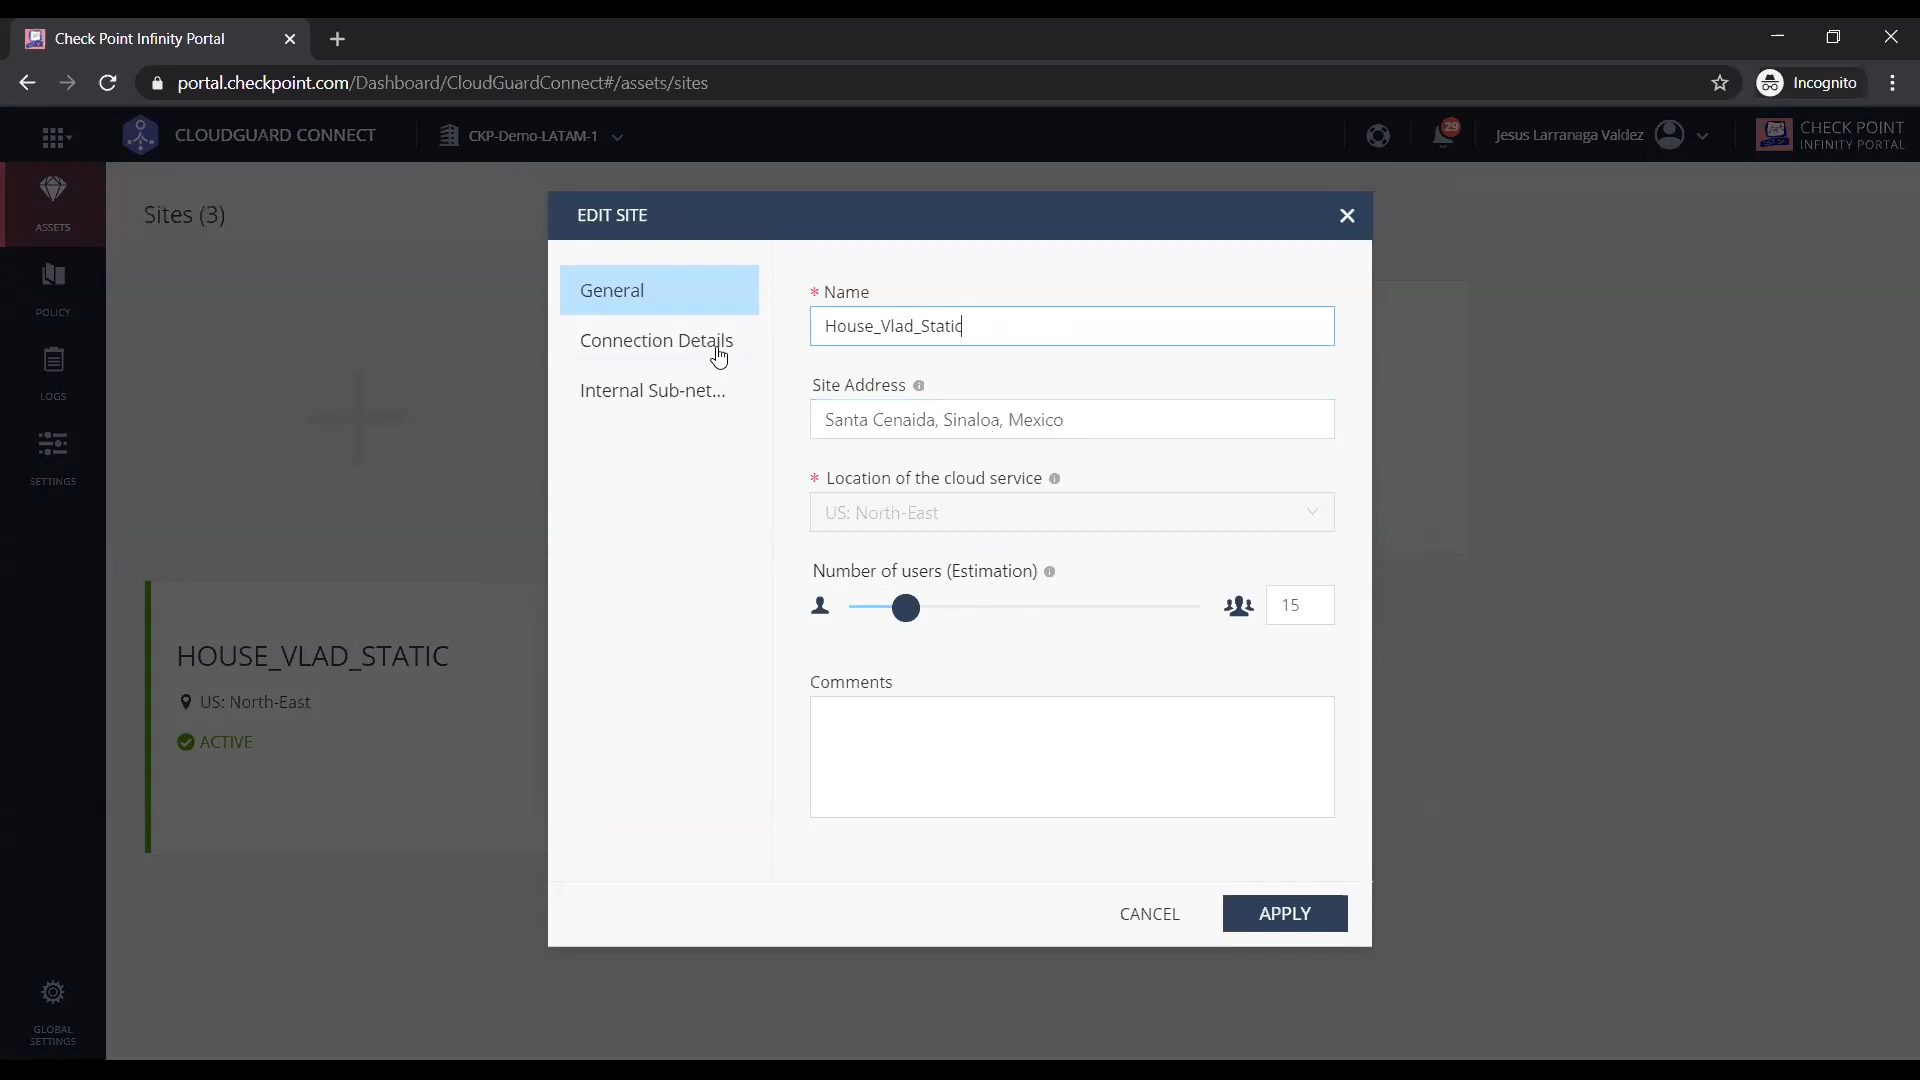 Check Point Infinity Portal
portal.checkpoint.com/Dashboard/CloudGuardConnect#/assets/sites
Incognito
CLOUDGUARD CONNECT
CKP-Demo-LATAM-1
29
Jesus Larranaga Valdez
CHECK POINT
INFINITY PORTAL
ASSETS
POLICY
LOGS
SETTINGS
GLOBAL
SETTINGS
Sites (3)
HOUSE_VLAD_STATIC
US: North-East
ACTIVE
EDIT SITE
General
Connection Details
Internal Sub-net...
* Name
House_Vlad_Static
Site Address
Santa Cenaida, Sinaloa, Mexico
* Location of the cloud service
US: North-East
Number of users (Estimation)
15
Comments
CANCEL
APPLY